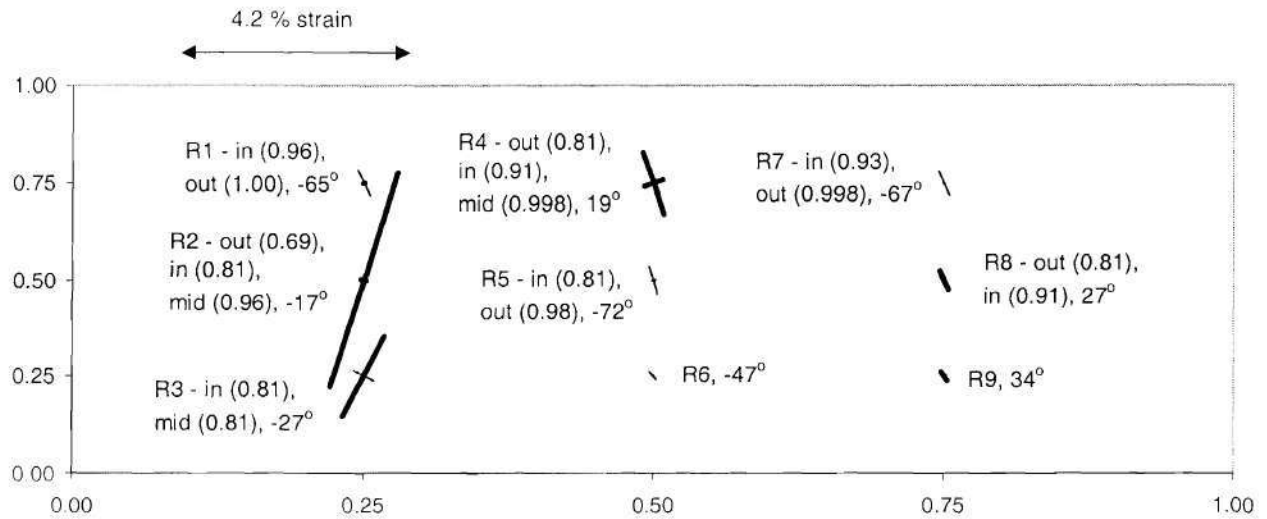 4.2 % strain
1.00
R1 - in (0.96),
out (1.00), -65°
R4 - out (0.81),
in (0.91),
mid (0.998), 19°
R7 - in (0.93),
out (0.998), -67°
0.75
R2 - out (0.69),
in (0.81),
mid (0.96), -17°
0.50
R5 - in (0.81),
out (0.98), -72°
R8 - out (0.81),
in (0.91), 27°
0.25
R3 - in (0.81),
mid (0.81), -27°
R6, -47°
R9, 34°
0.00
0.00 0.25 0.50 0.75 1.00